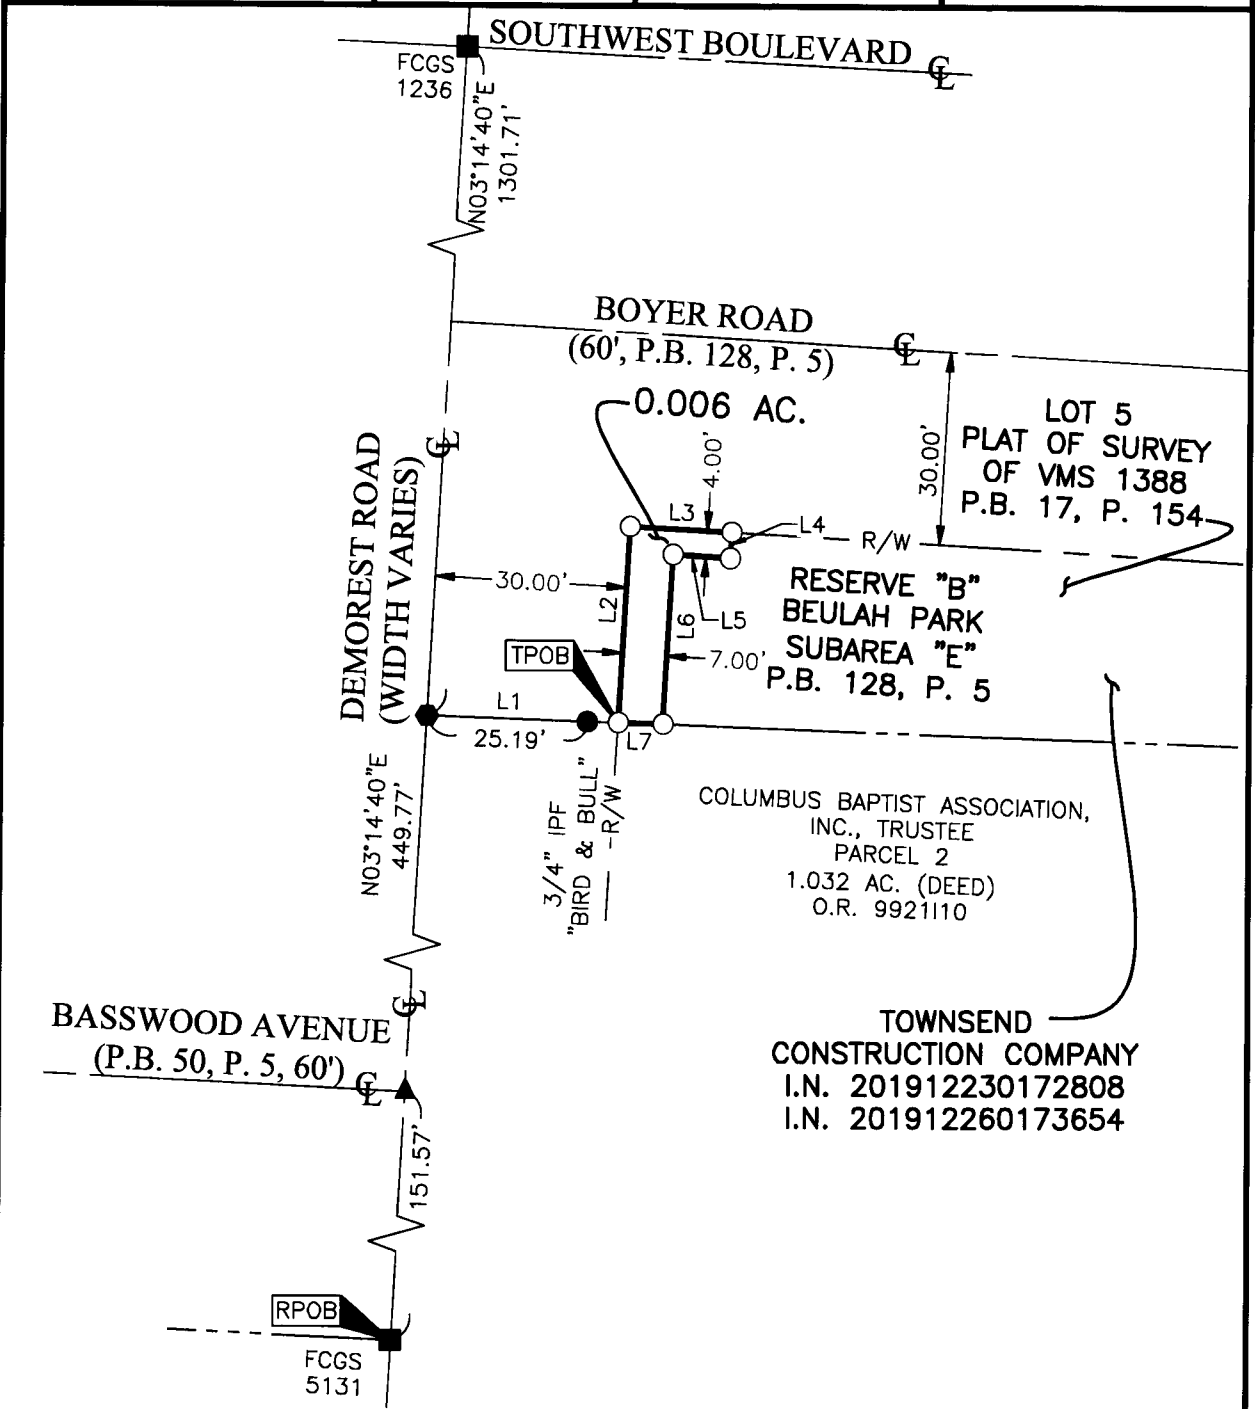 SOUTHWEST BOULEVARD ℄
FCGS
1236
N03°14'40"E
1301.71'
BOYER ROAD
(60', P.B. 128, P. 5)
℄
0.006 AC.
LOT 5
PLAT OF SURVEY
OF VMS 1388
P.B. 17, P. 154
30.00'
4.00'
℄
DEMOREST ROAD
(WIDTH VARIES)
L3
L4
R/W
30.00'
L2
L6
L5
RESERVE "B"
BEULAH PARK
SUBAREA "E"
P.B. 128, P. 5
TPOB
7.00'
L1
25.19'
L7
N03°14'40"E
449.77'
3/4" IPF
"BIRD & BULL"
R/W
COLUMBUS BAPTIST ASSOCIATION,
INC., TRUSTEE
PARCEL 2
1.032 AC. (DEED)
O.R. 9921I10
℄
BASSWOOD AVENUE
(P.B. 50, P. 5, 60')
℄
TOWNSEND
CONSTRUCTION COMPANY
I.N. 201912230172808
I.N. 201912260173654
151.57'
RPOB
FCGS
5131